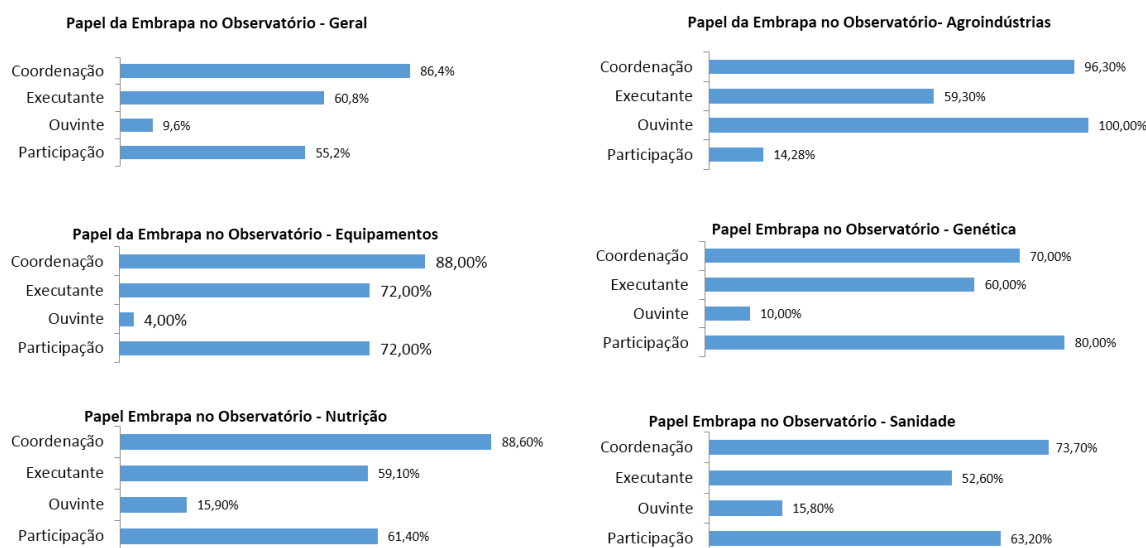 Papel da Embrapa no Observatório - Geral
Coordenação 86,4%
Executante 60,8%
Ouvinte 9,6%
Participação 55,2%
Papel da Embrapa no Observatório- Agroindústrias
Coordenação 96,30%
Executante 59,30%
Ouvinte 100,00%
Participação 14,28%
Papel da Embrapa no Observatório - Equipamentos
Coordenação 88,00%
Executante 72,00%
Ouvinte 4,00%
Participação 72,00%
Papel Embrapa no Observatório - Genética
Coordenação 70,00%
Executante 60,00%
Ouvinte 10,00%
Participação 80,00%
Papel Embrapa no Observatório - Nutrição
Coordenação 88,60%
Executante 59,10%
Ouvinte 15,90%
Participação 61,40%
Papel Embrapa no Observatório - Sanidade
Coordenação 73,70%
Executante 52,60%
Ouvinte 15,80%
Participação 63,20%